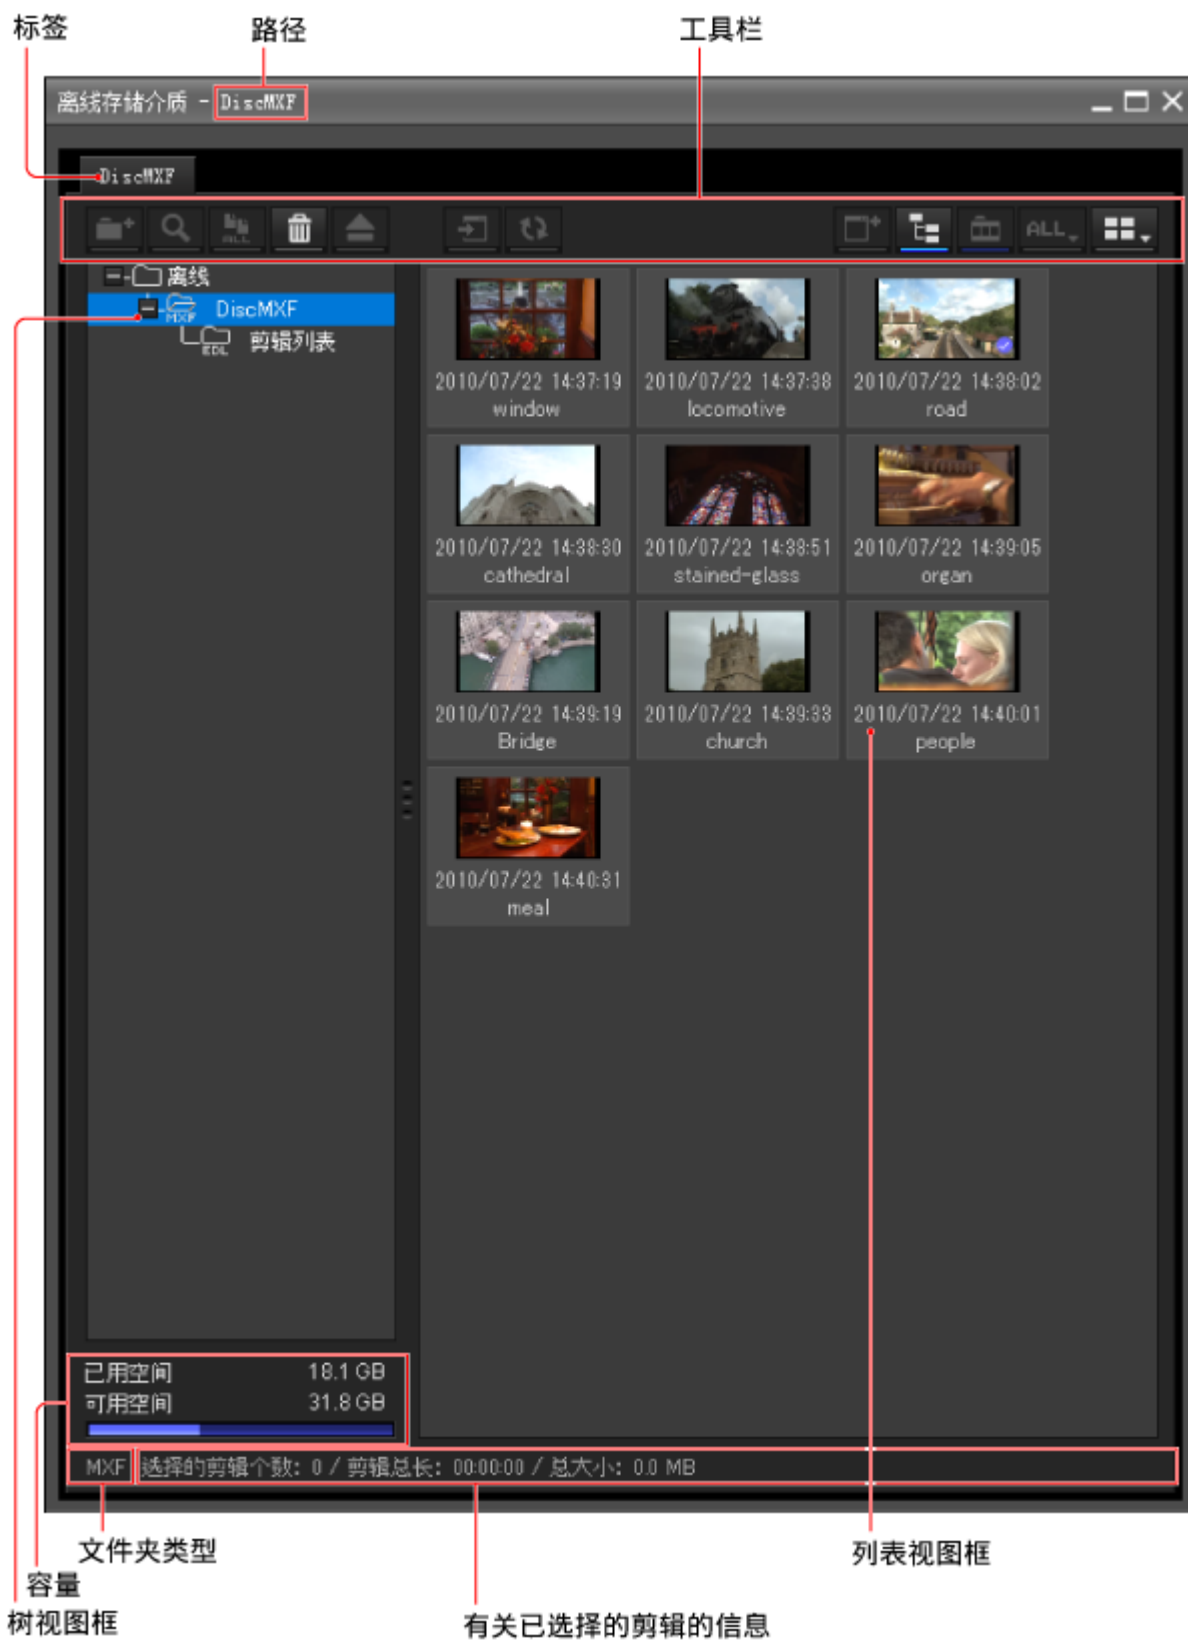 标签
路径
工具栏
离线存储介质 - DiscMXF
DiscMXF
ALL
ALL
离线
MXF DiscMXF
EDL 剪辑列表
2010/07/22 14:37:19
window
2010/07/22 14:37:38
locomotive
2010/07/22 14:38:02
road
2010/07/22 14:38:30
cathedral
2010/07/22 14:38:51
stained-glass
2010/07/22 14:39:05
organ
2010/07/22 14:39:19
Bridge
2010/07/22 14:39:33
church
2010/07/22 14:40:01
people
2010/07/22 14:40:31
meal
已用空间 18.1 GB
可用空间 31.8 GB
MXF 选择的剪辑个数: 0 / 剪辑总长: 00:00:00 / 总大小: 0.0 MB
文件夹类型
列表视图框
容量
树视图框
有关已选择的剪辑的信息